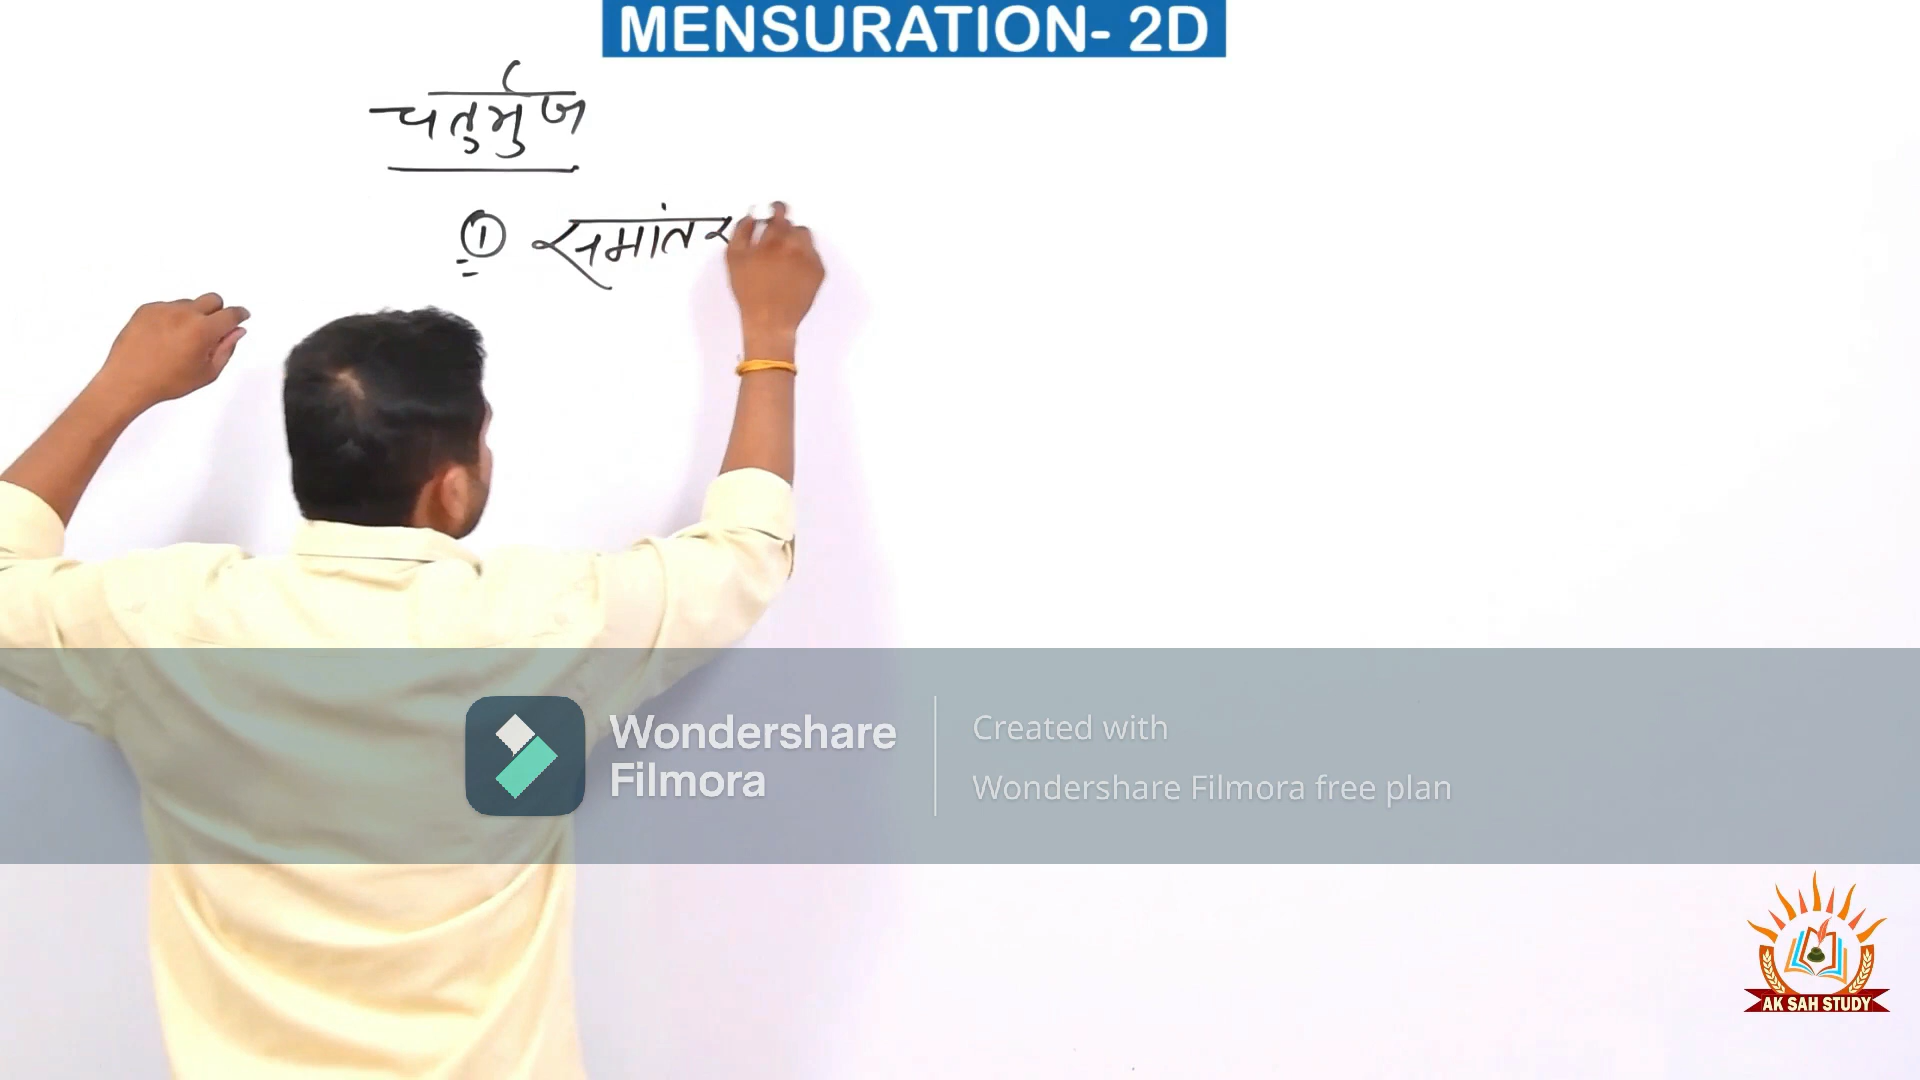 MENSURATION- 2D
चतुर्भुज
① समांतर
Wondershare
Filmora
Created with
Wondershare Filmora free plan
AK SAH STUDY